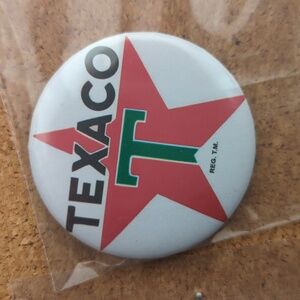 TEXACO
T
REG. T.M.